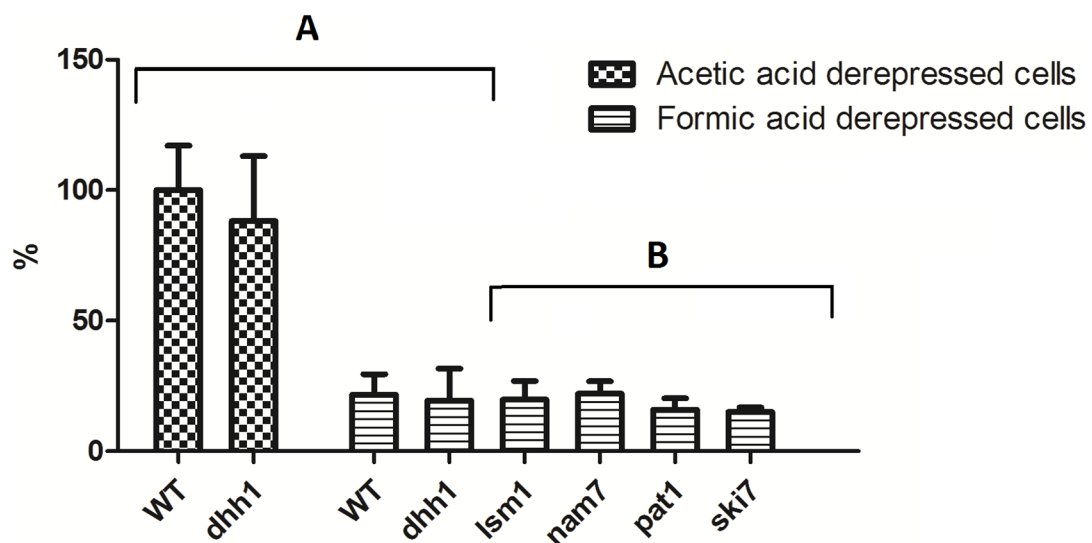 A
150
Acetic acid derepressed cells
Formic acid derepressed cells
100
%
B
50
0
WT
dhh1
WT
dhh1
lsm1
nam7
pat1
ski7